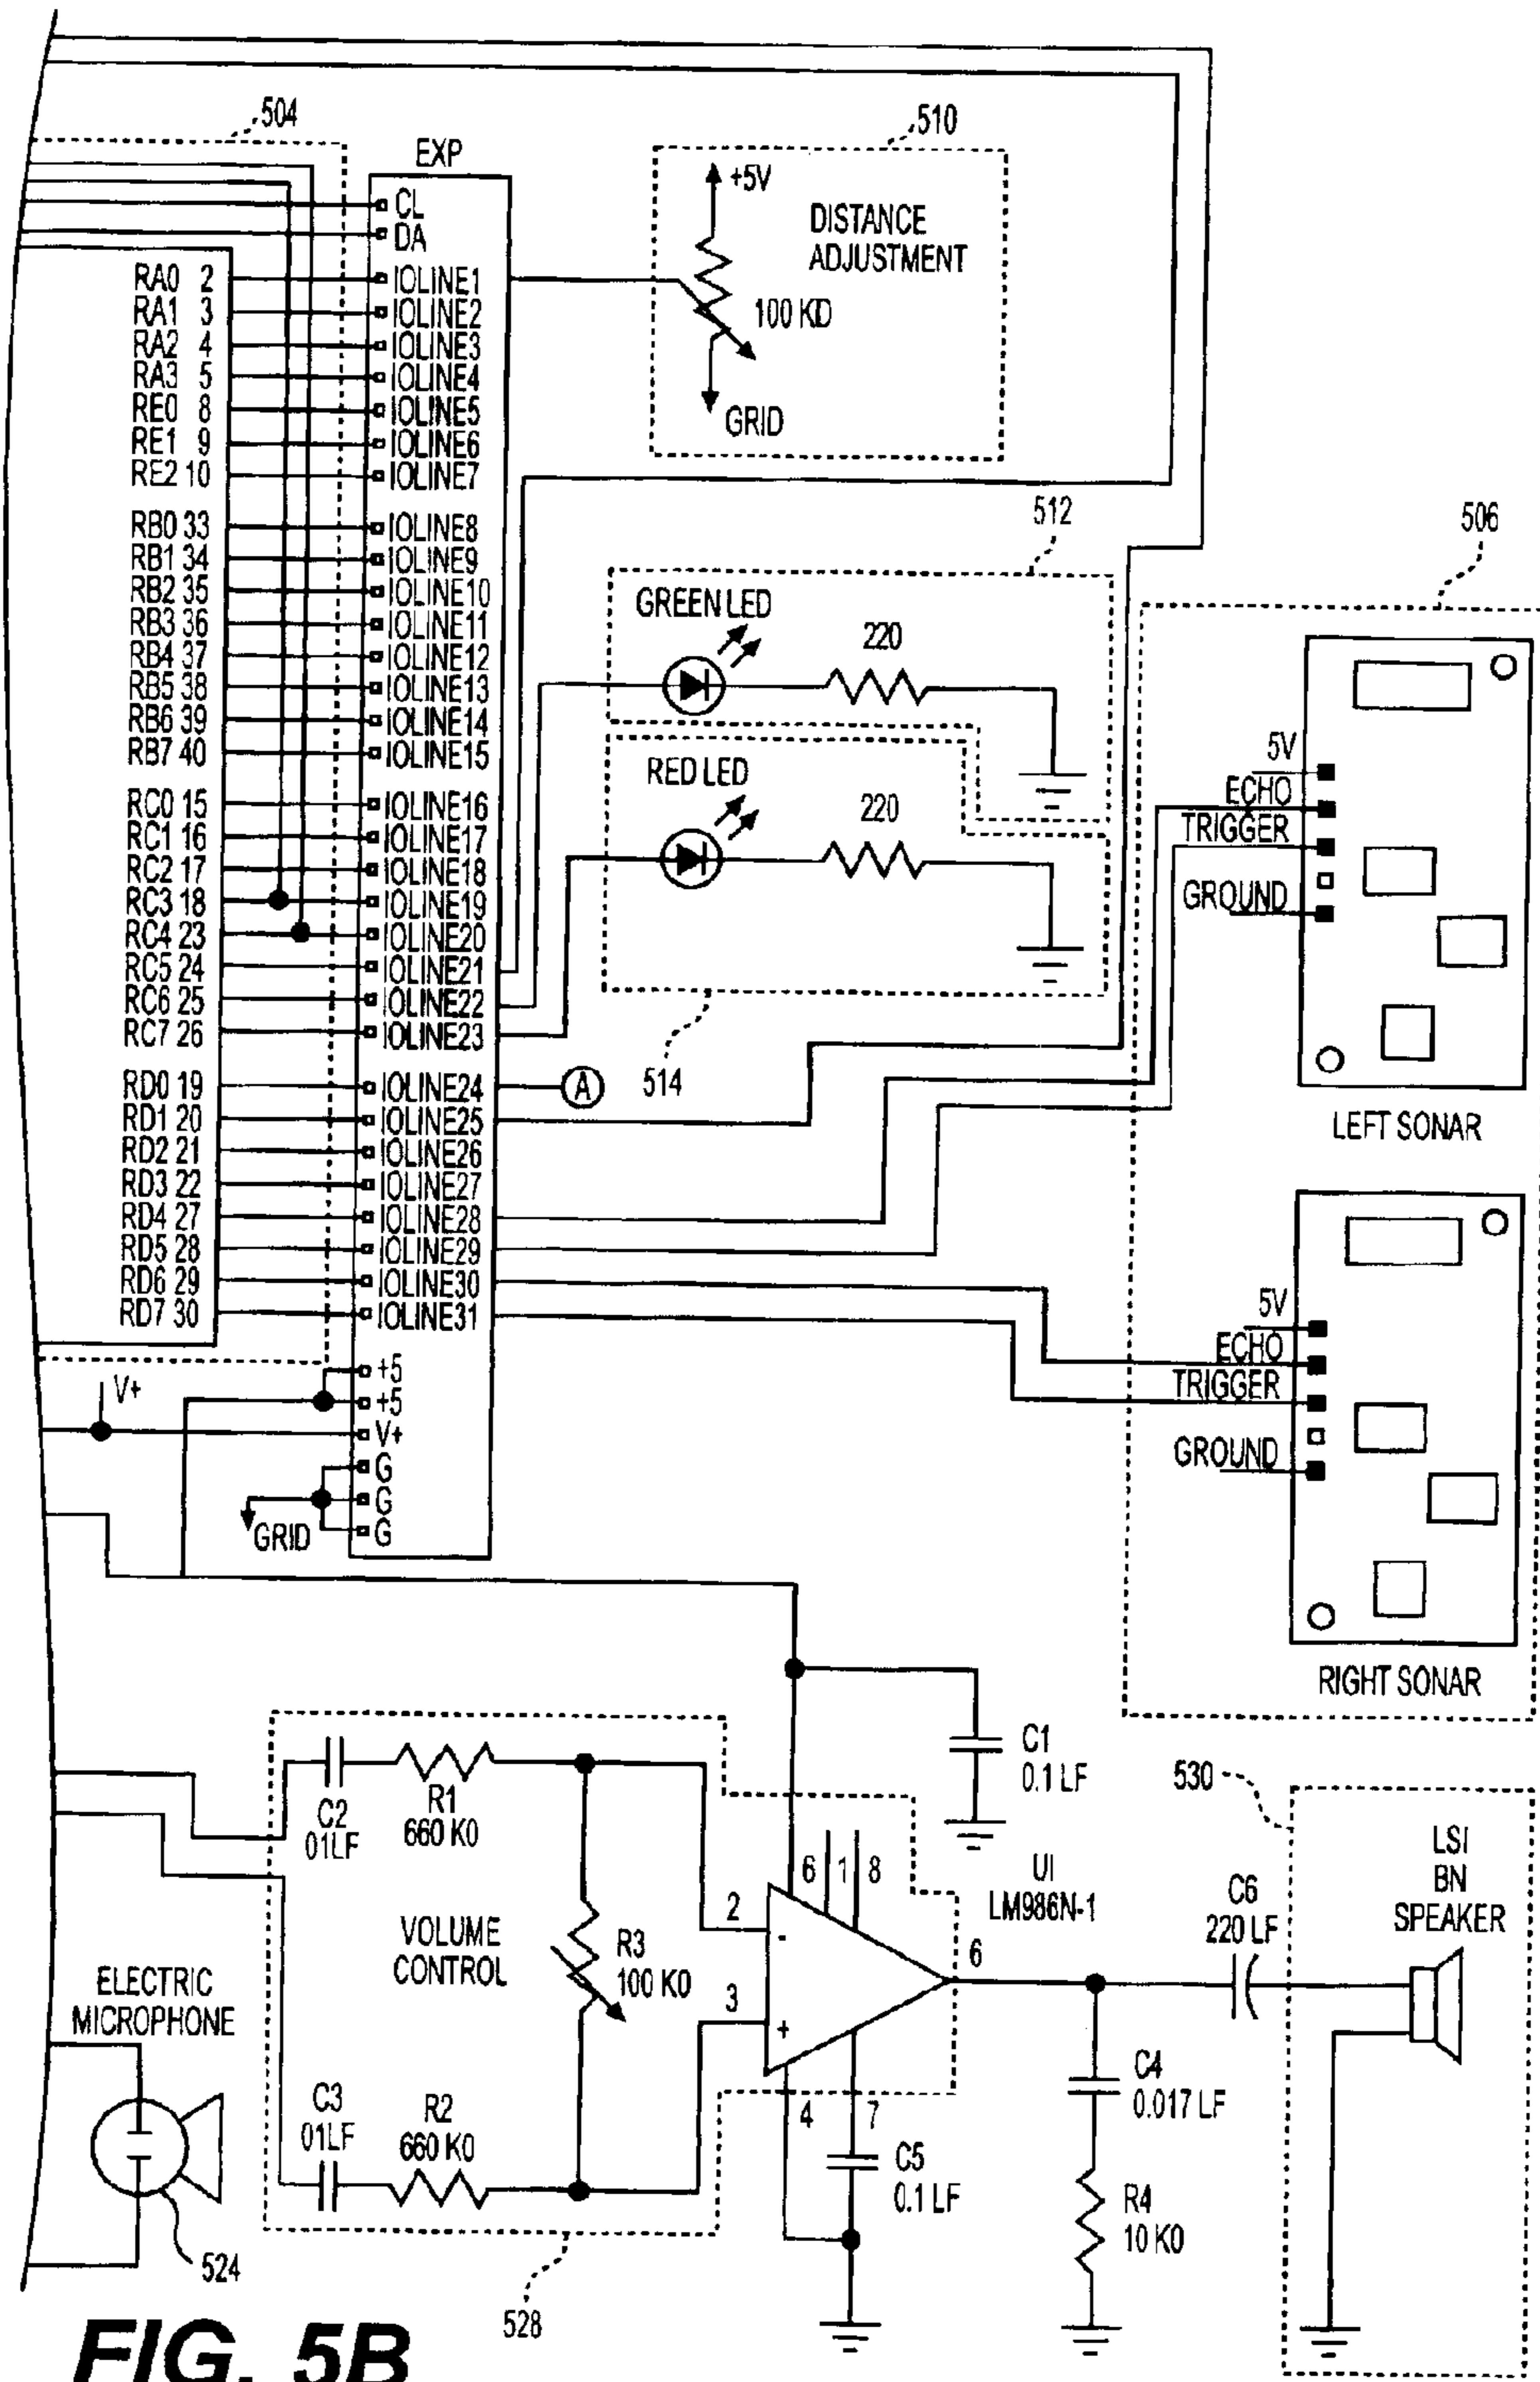 504
EXP
510
CL
DA
+5V
DISTANCE
ADJUSTMENT
100 KD
GRID
RA0 2 IOLINE1
RA1 3 IOLINE2
RA2 4 IOLINE3
RA3 5 IOLINE4
RE0 8 IOLINE5
RE1 9 IOLINE6
RE2 10 IOLINE7
RB0 33 IOLINE8
RB1 34 IOLINE9
RB2 35 IOLINE10
RB3 36 IOLINE11
RB4 37 IOLINE12
RB5 38 IOLINE13
RB6 39 IOLINE14
RB7 40 IOLINE15
RC0 15 IOLINE16
RC1 16 IOLINE17
RC2 17 IOLINE18
RC3 18 IOLINE19
RC4 23 IOLINE20
RC5 24 IOLINE21
RC6 25 IOLINE22
RC7 26 IOLINE23
RD0 19 IOLINE24 A
RD1 20 IOLINE25
RD2 21 IOLINE26
RD3 22 IOLINE27
RD4 27 IOLINE28
RD5 28 IOLINE29
RD6 29 IOLINE30
RD7 30 IOLINE31
+5
+5
V+
V+
G
G
G
GRID
512
GREEN LED
220
RED LED
220
514
506
5V
ECHO
TRIGGER
GROUND
LEFT SONAR
5V
ECHO
TRIGGER
GROUND
RIGHT SONAR
C1
0.1 LF
C2
01LF
R1
660 K0
VOLUME
CONTROL
R3
100 K0
C3
01LF
R2
660 K0
2
-
3
+
6 1 8
UI
LM986N-1
6
4 7
C5
0.1 LF
C4
0.017 LF
R4
10 K0
C6
220 LF
530
LSI
BN
SPEAKER
ELECTRIC
MICROPHONE
524
528
FIG. 5B